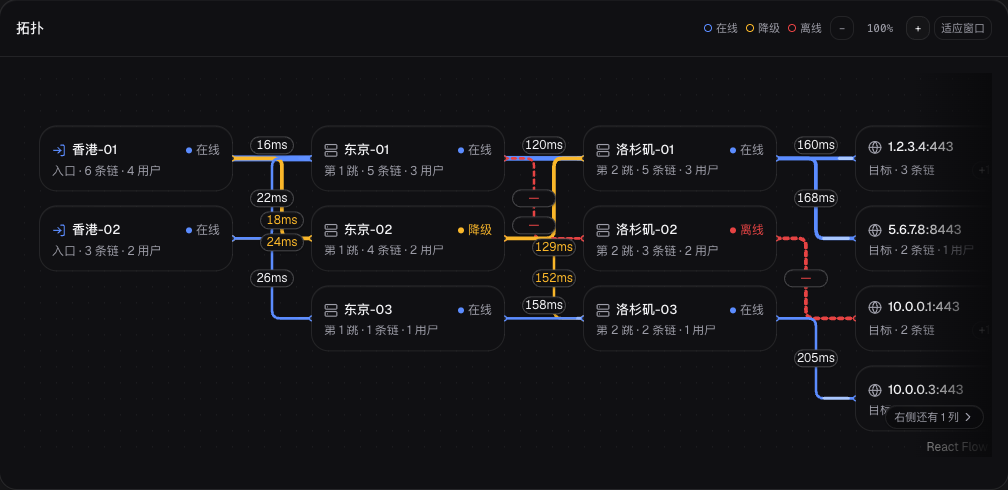 拓扑
在线 降级 离线 − 100% + 适应窗口
香港-01 在线
入口 · 6 条链 · 4 用户
16ms
东京-01 在线
第 1 跳 · 5 条链 · 3 用户
120ms
洛杉矶-01 在线
第 2 跳 · 5 条链 · 3 用户
160ms
1.2.3.4:443
目标 · 3 条链
22ms
—
168ms
18ms
—
香港-02 在线
入口 · 3 条链 · 2 用户
24ms
东京-02 降级
第 1 跳 · 4 条链 · 2 用户
129ms
洛杉矶-02 离线
第 2 跳 · 3 条链 · 2 用户
5.6.7.8:8443
目标 · 2 条链 · 1 用户
26ms
152ms
—
东京-03 在线
第 1 跳 · 1 条链 · 1 用户
158ms
洛杉矶-03 在线
第 2 跳 · 2 条链 · 1 用户
10.0.0.1:443
目标 · 2 条链
205ms
10.0.0.3:443
目标
右侧还有 1 列
React Flow